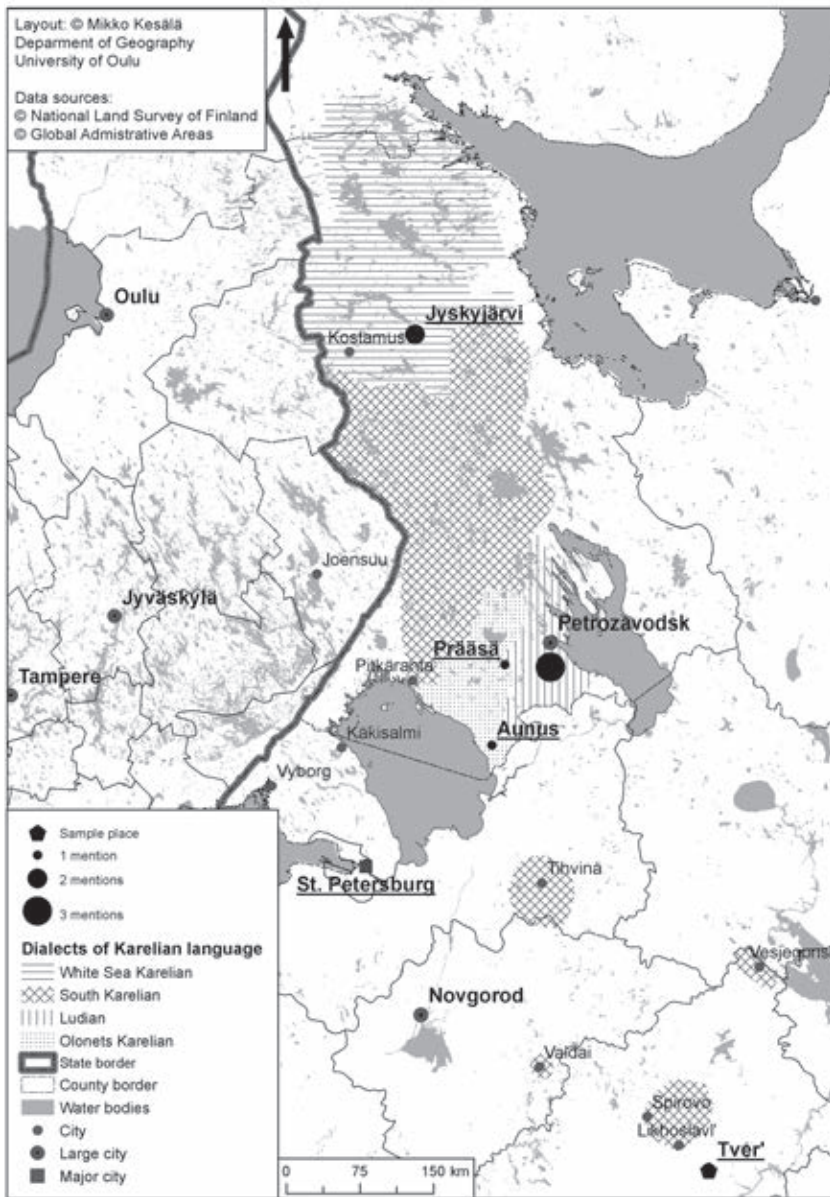 Layout: © Mikko Kesälä
Deparment of Geography
University of Oulu
Data sources:
© National Land Survey of Finland
© Global Admistrative Areas
Oulu
Jyskyjärvi
Kostamus
Joensuu
Jyväskylä
Petrozavodsk
Prääsä
Tampere
Pitkäranta
Aunus
Käkisalmi
Vyborg
Sample place
1 mention
2 mentions
3 mentions
St. Petersburg
Tihvinä
Dialects of Karelian language
White Sea Karelian
South Karelian
Ludian
Olonets Karelian
State border
County border
Water bodies
City
Large city
Major city
Novgorod
Vesjegonsk
Valdai
Spirovo
Lihhoslavl'
Tver'
0 75 150 km